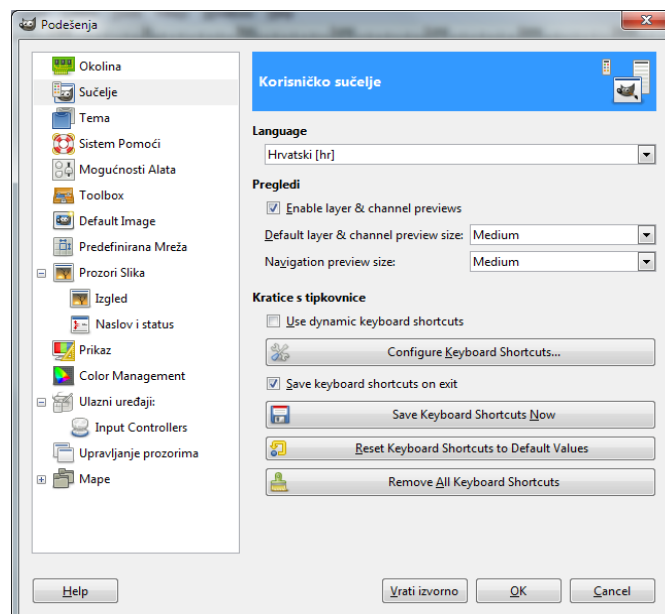 Podešenja
Okolina
Sučelje
Tema
Sistem Pomoći
Mogućnosti Alata
Toolbox
Default Image
Predefinirana Mreža
Prozori Slika
Izgled
Naslov i status
Prikaz
Color Management
Ulazni uređaji:
Input Controllers
Upravljanje prozorima
Mape
Korisničko sučelje
Language
Hrvatski [hr]
Pregledi
Enable layer & channel previews
Default layer & channel preview size: Medium
Navigation preview size: Medium
Kratice s tipkovnice
Use dynamic keyboard shortcuts
Configure Keyboard Shortcuts...
Save keyboard shortcuts on exit
Save Keyboard Shortcuts Now
Reset Keyboard Shortcuts to Default Values
Remove All Keyboard Shortcuts
Help
Vrati izvorno
OK
Cancel